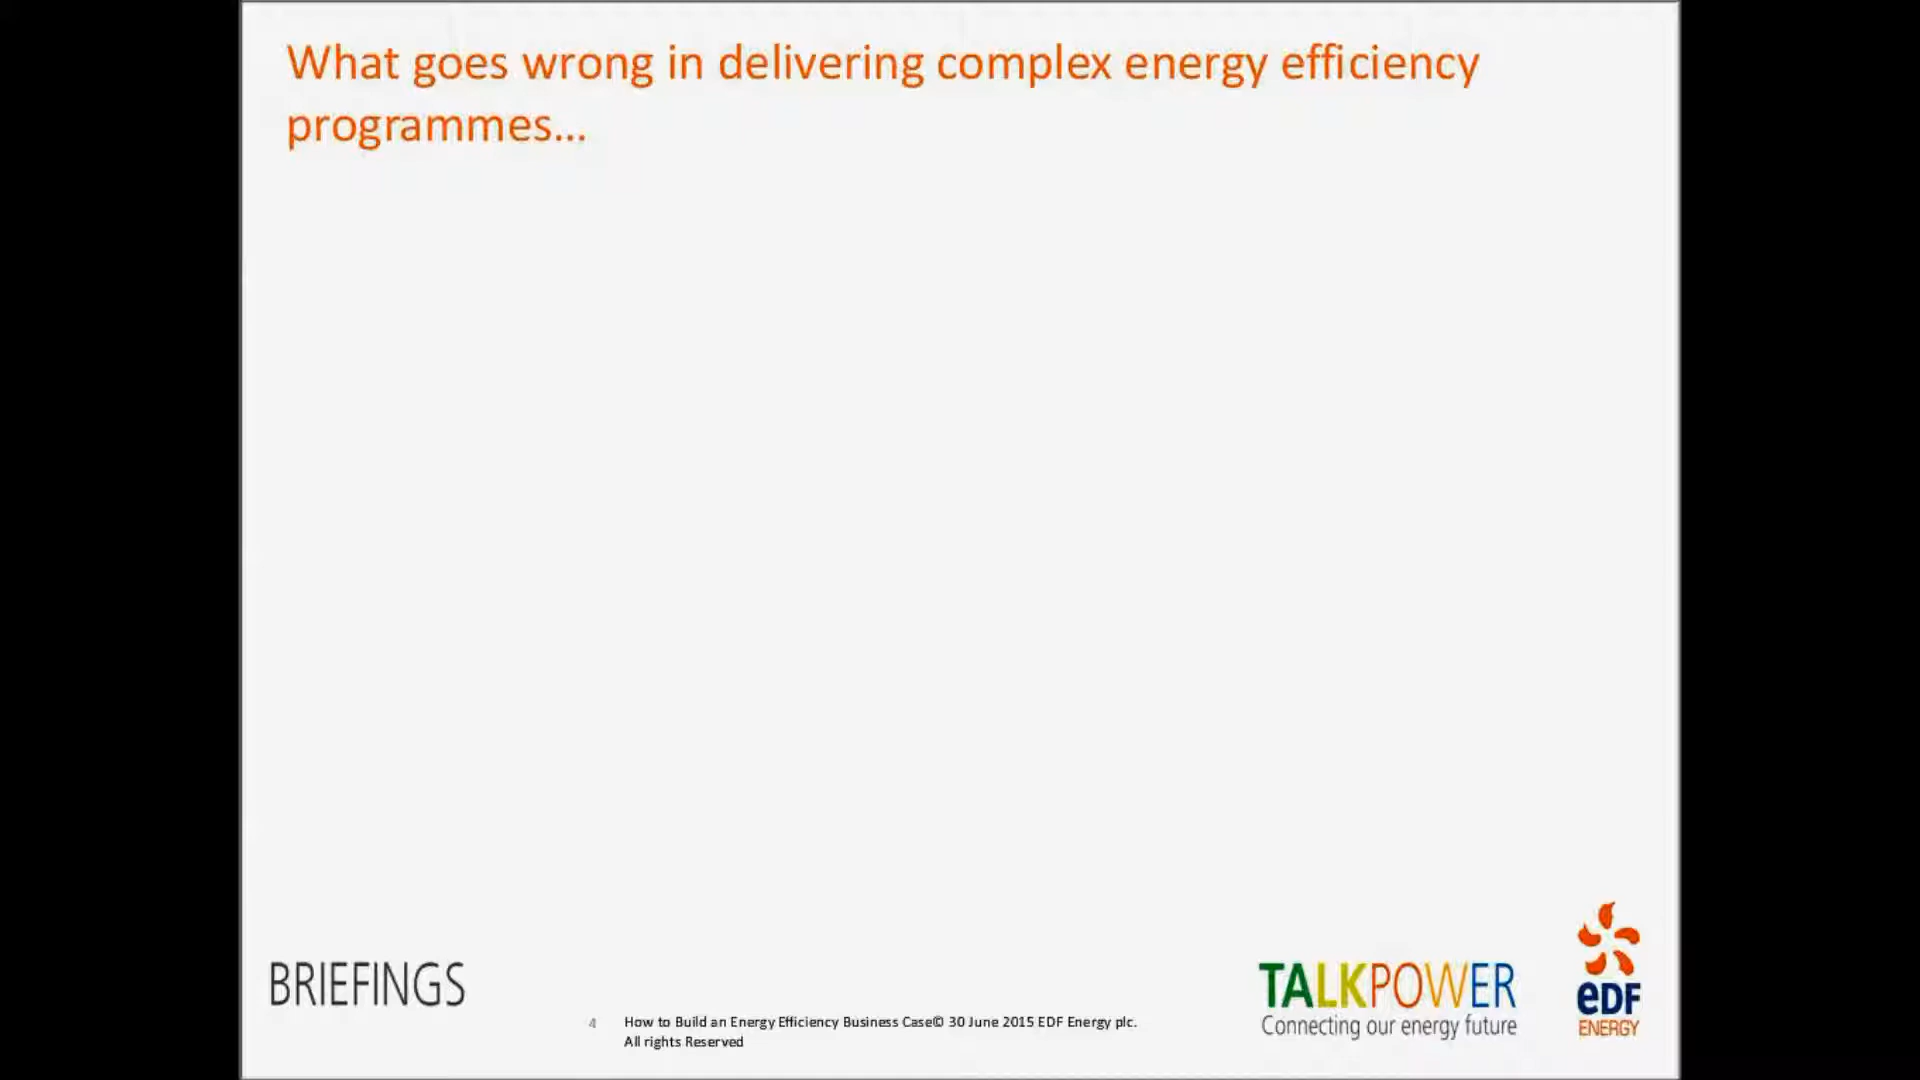 What goes wrong in delivering complex energy efficiency
programmes...
BRIEFINGS
4
How to Build an Energy Efficiency Business Case© 30 June 2015 EDF Energy plc.
All rights Reserved
TALKPOWER
Connecting our energy future
eDF
ENERGY